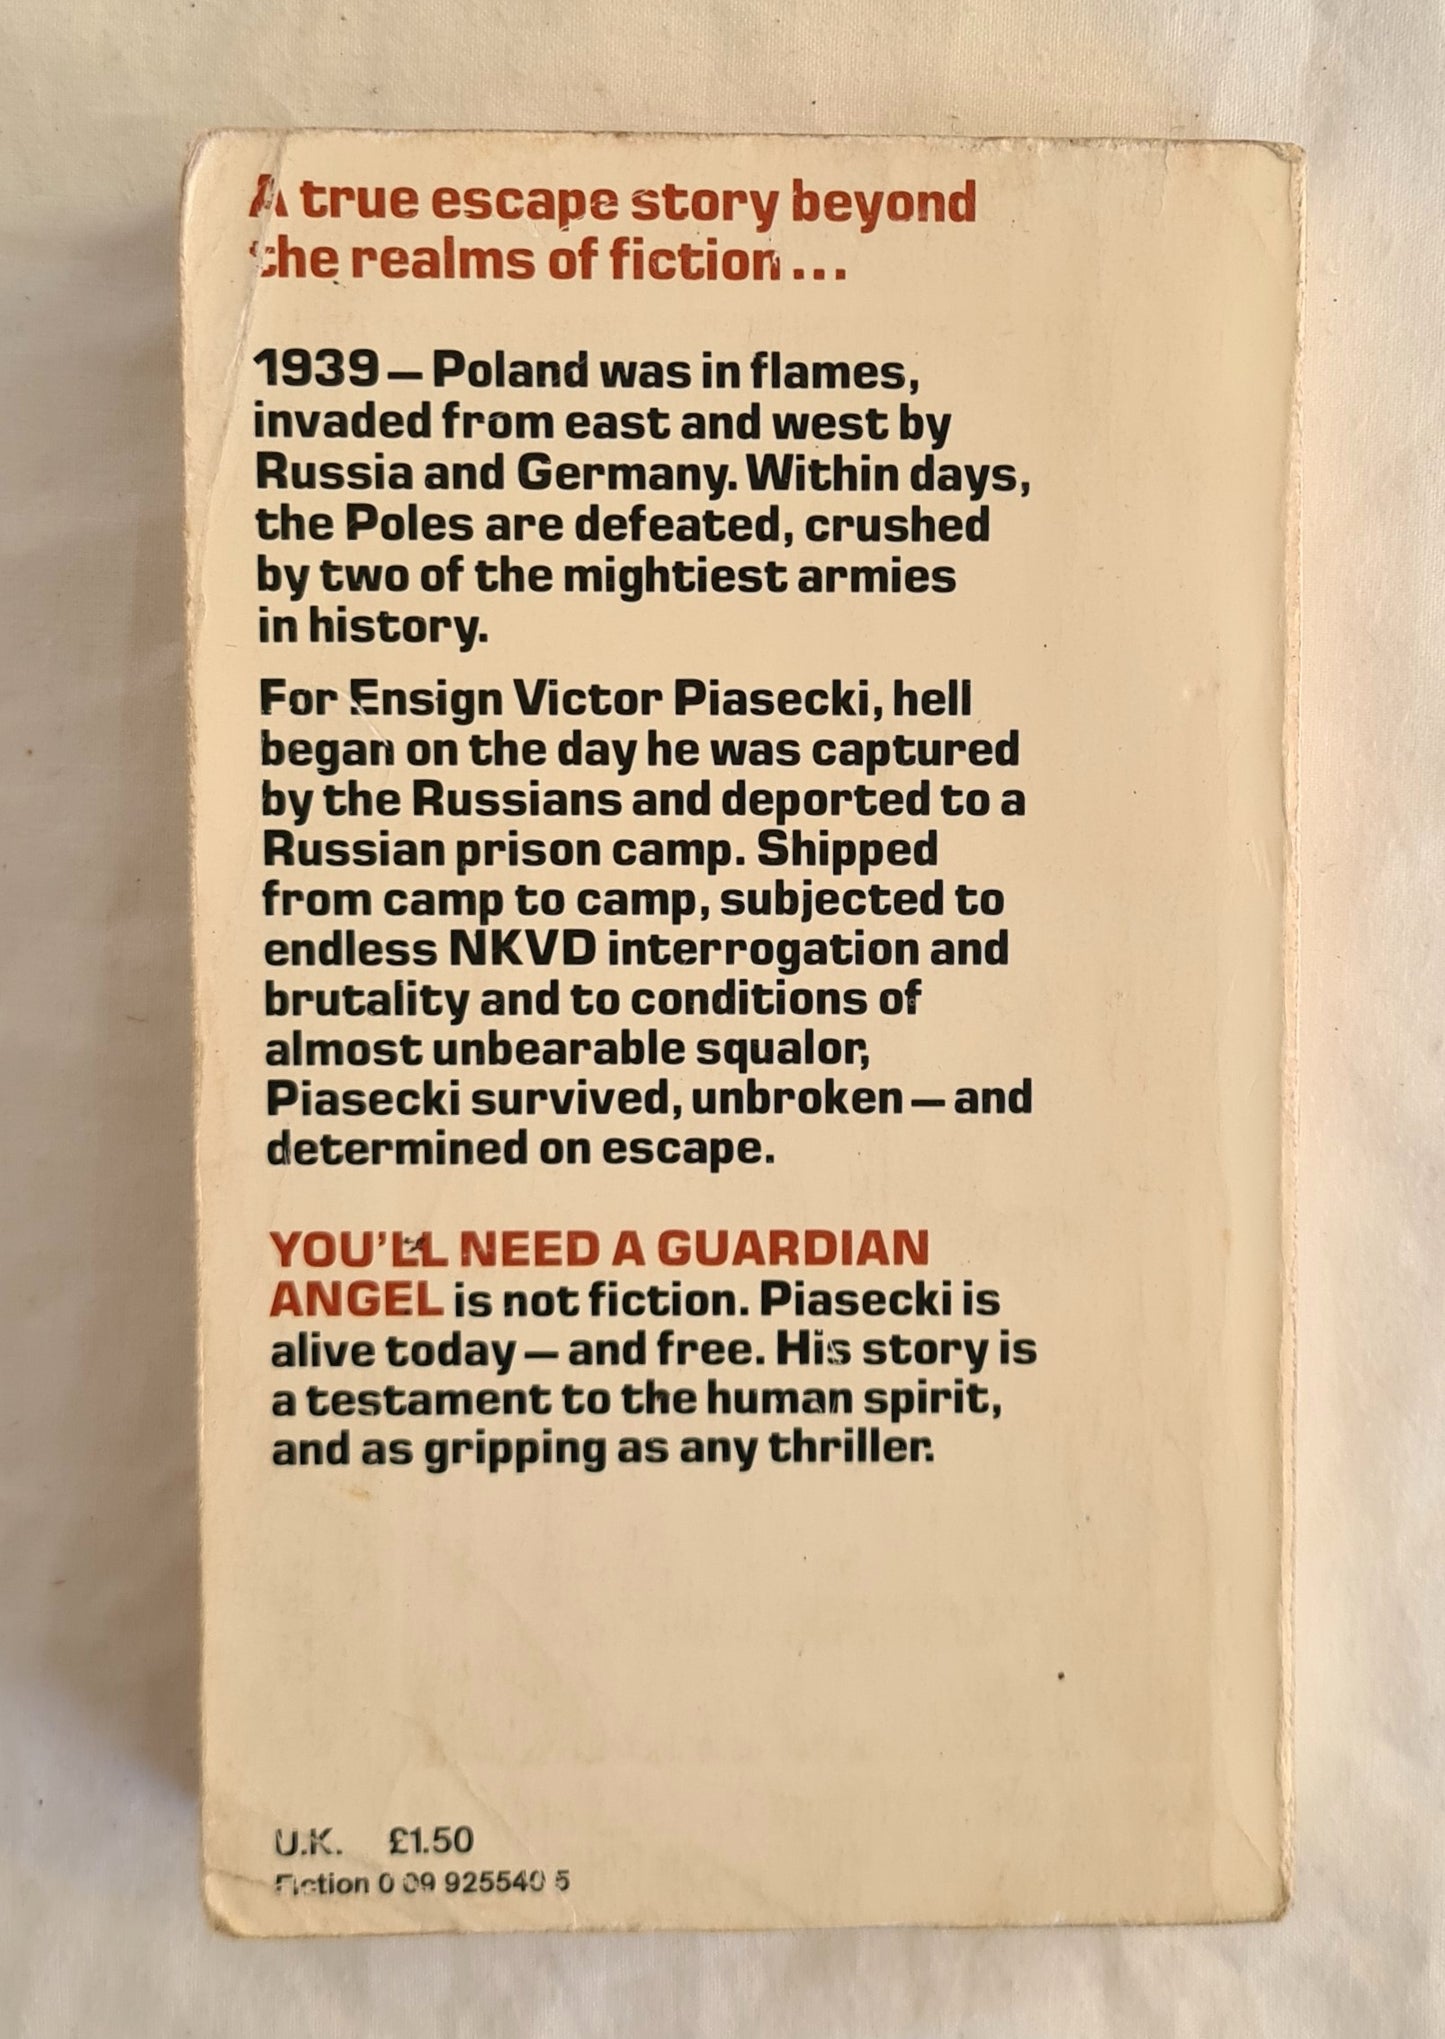 A true escape story beyond
the realms of fiction...
1939 — Poland was in flames,
invaded from east and west by
Russia and Germany. Within days,
the Poles are defeated, crushed
by two of the mightiest armies
in history.
For Ensign Victor Piasecki, hell
began on the day he was captured
by the Russians and deported to a
Russian prison camp. Shipped
from camp to camp, subjected to
endless NKVD interrogation and
brutality and to conditions of
almost unbearable squalor,
Piasecki survived, unbroken — and
determined on escape.
YOU'LL NEED A GUARDIAN
ANGEL is not fiction. Piasecki is
alive today — and free. His story is
a testament to the human spirit,
and as gripping as any thriller.
U.K. £1.50
Fiction 0 09 925540 5